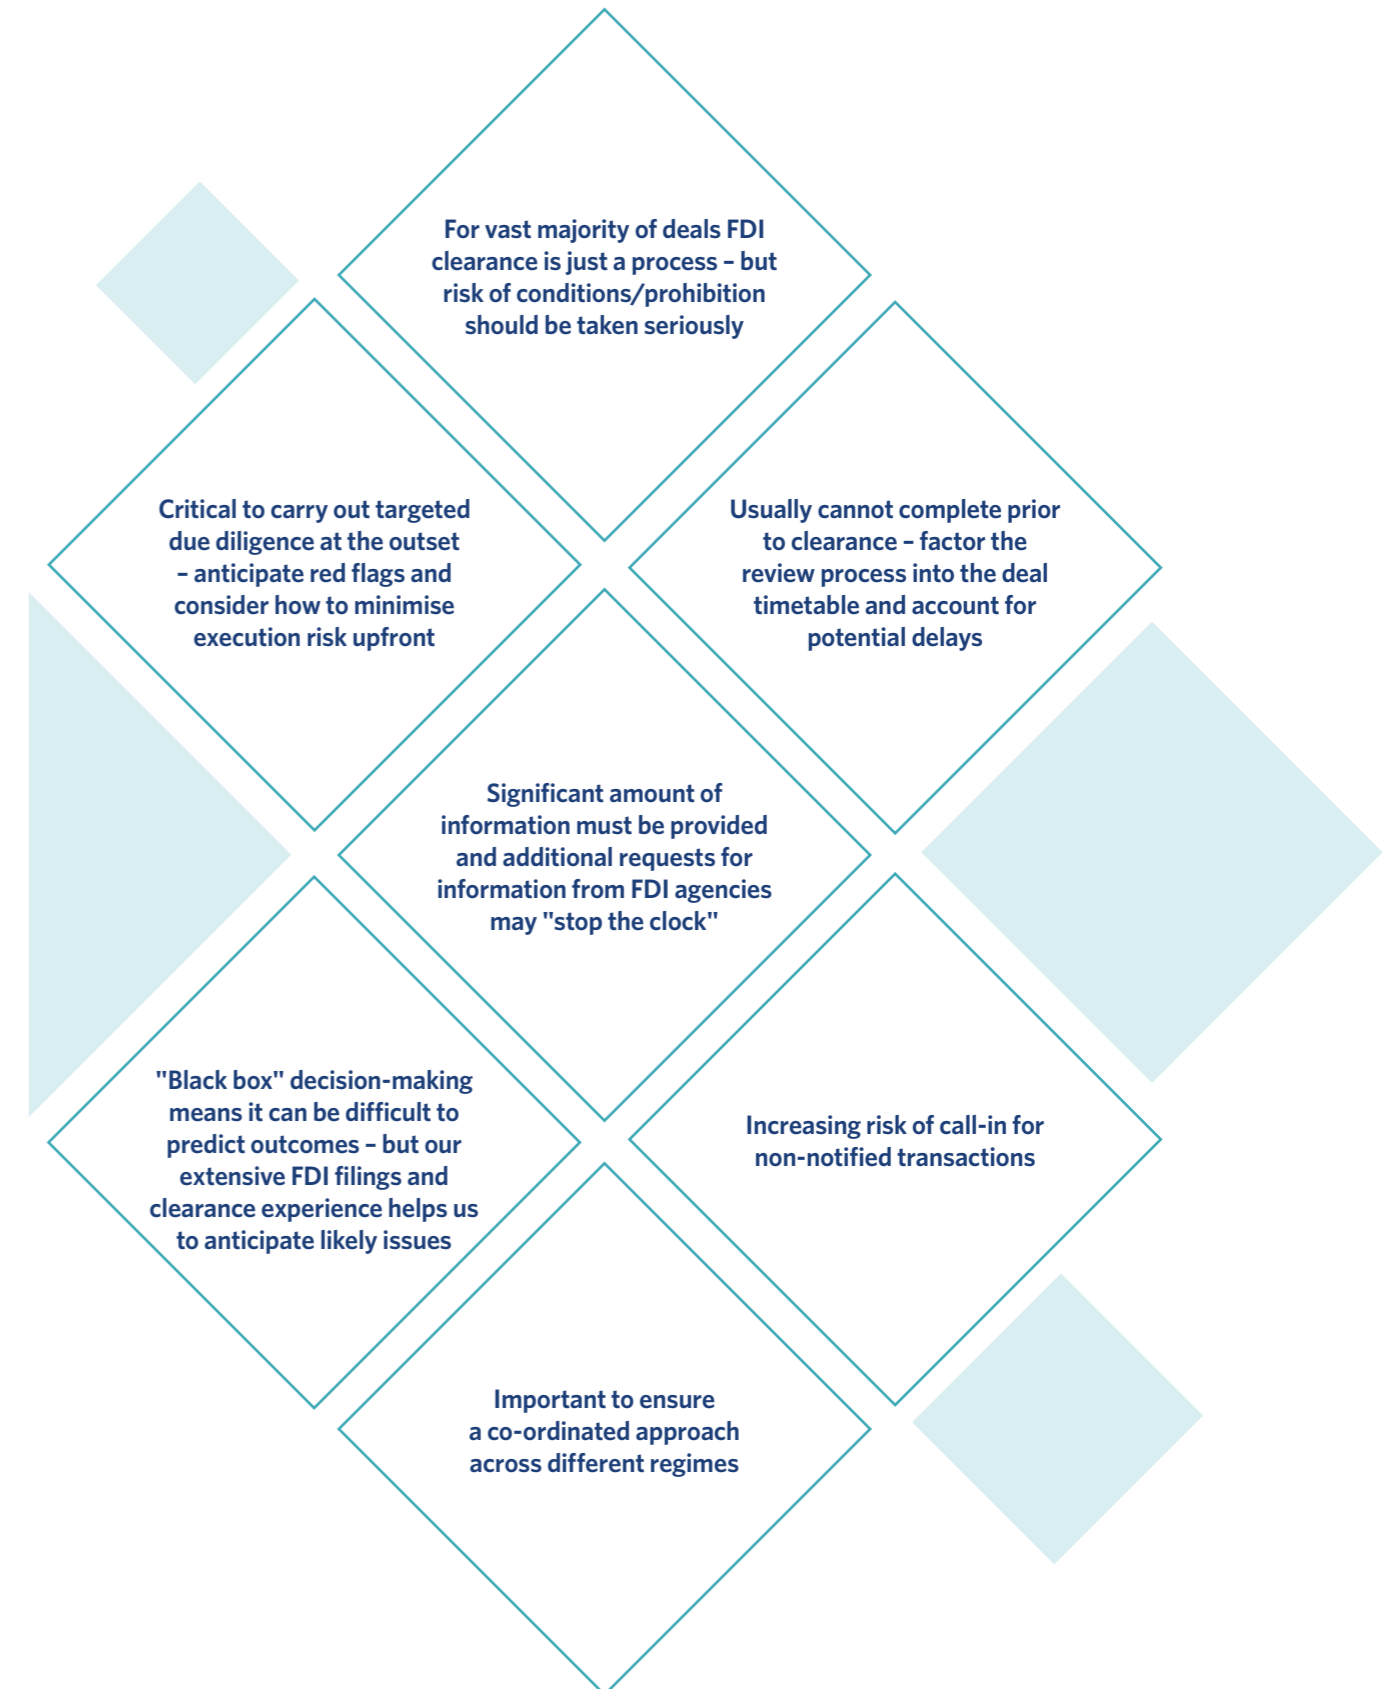 For vast majority of deals FDI
clearance is just a process – but
risk of conditions/prohibition
should be taken seriously
Critical to carry out targeted
due diligence at the outset
– anticipate red flags and
consider how to minimise
execution risk upfront
Usually cannot complete prior
to clearance – factor the
review process into the deal
timetable and account for
potential delays
Significant amount of
information must be provided
and additional requests for
information from FDI agencies
may "stop the clock"
"Black box" decision-making
means it can be difficult to
predict outcomes – but our
extensive FDI filings and
clearance experience helps us
to anticipate likely issues
Increasing risk of call-in for
non-notified transactions
Important to ensure
a co-ordinated approach
across different regimes